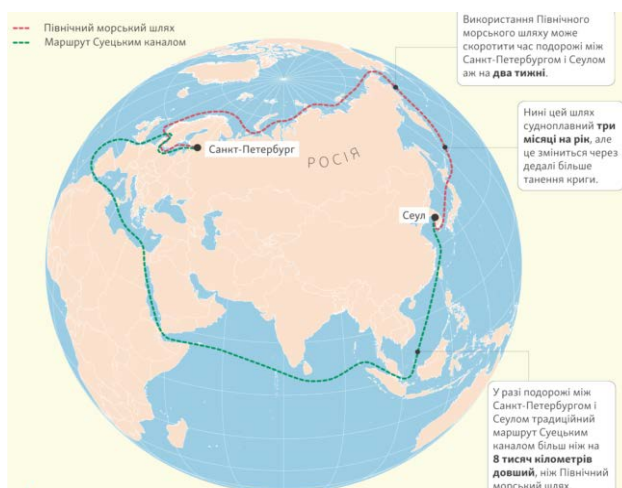 Північний морський шлях
Маршрут Суецьким каналом
Використання Північного
морського шляху може
скоротити час подорожі між
Санкт-Петербургом і Сеулом
аж на два тижні.
Нині цей шлях
судноплавний три
місяці на рік, але
це зміниться через
дедалі більше
танення криги.
Санкт-Петербург
РОСІЯ
Сеул
У разі подорожі між
Санкт-Петербургом і
Сеулом традиційний
маршрут Суецьким
каналом більш ніж на
8 тисяч кілометрів
довший, ніж Північний
морський шлях